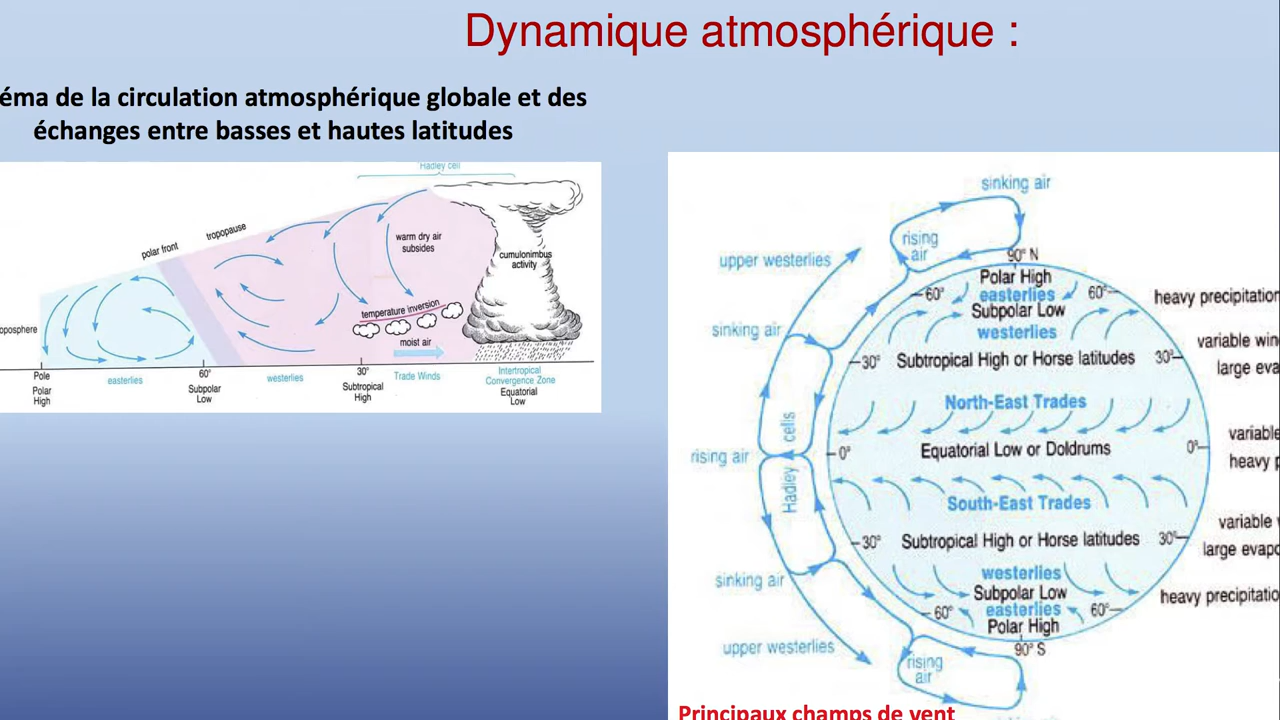 Dynamique atmosphérique :
éma de la circulation atmosphérique globale et des
échanges entre basses et hautes latitudes
Hadley cell
tropopause
polar front
warm dry air
subsides
cumulonimbus
activity
temperature inversion
oposphere
moist air
Pole
easterlies
60°
westerlies
30°
Trade Winds
Intertropical
Convergence Zone
Polar
High
Subpolar
Low
Subtropical
High
Equatorial
Low
sinking air
rising
air
90° N
upper westerlies
Polar High
60° easterlies 60°
Subpolar Low
heavy precipitation
sinking air
westerlies
variable win
30° Subtropical High or Horse latitudes 30°
large eva
North-East Trades
Hadley cells
variable
rising air
0° Equatorial Low or Doldrums 0°
heavy p
South-East Trades
variable
30° Subtropical High or Horse latitudes 30°
large evapo
sinking air
westerlies
Subpolar Low
heavy precipitatio
60° easterlies 60°
Polar High
upper westerlies
90° S
rising
air
sinking air
Principaux champs de vent